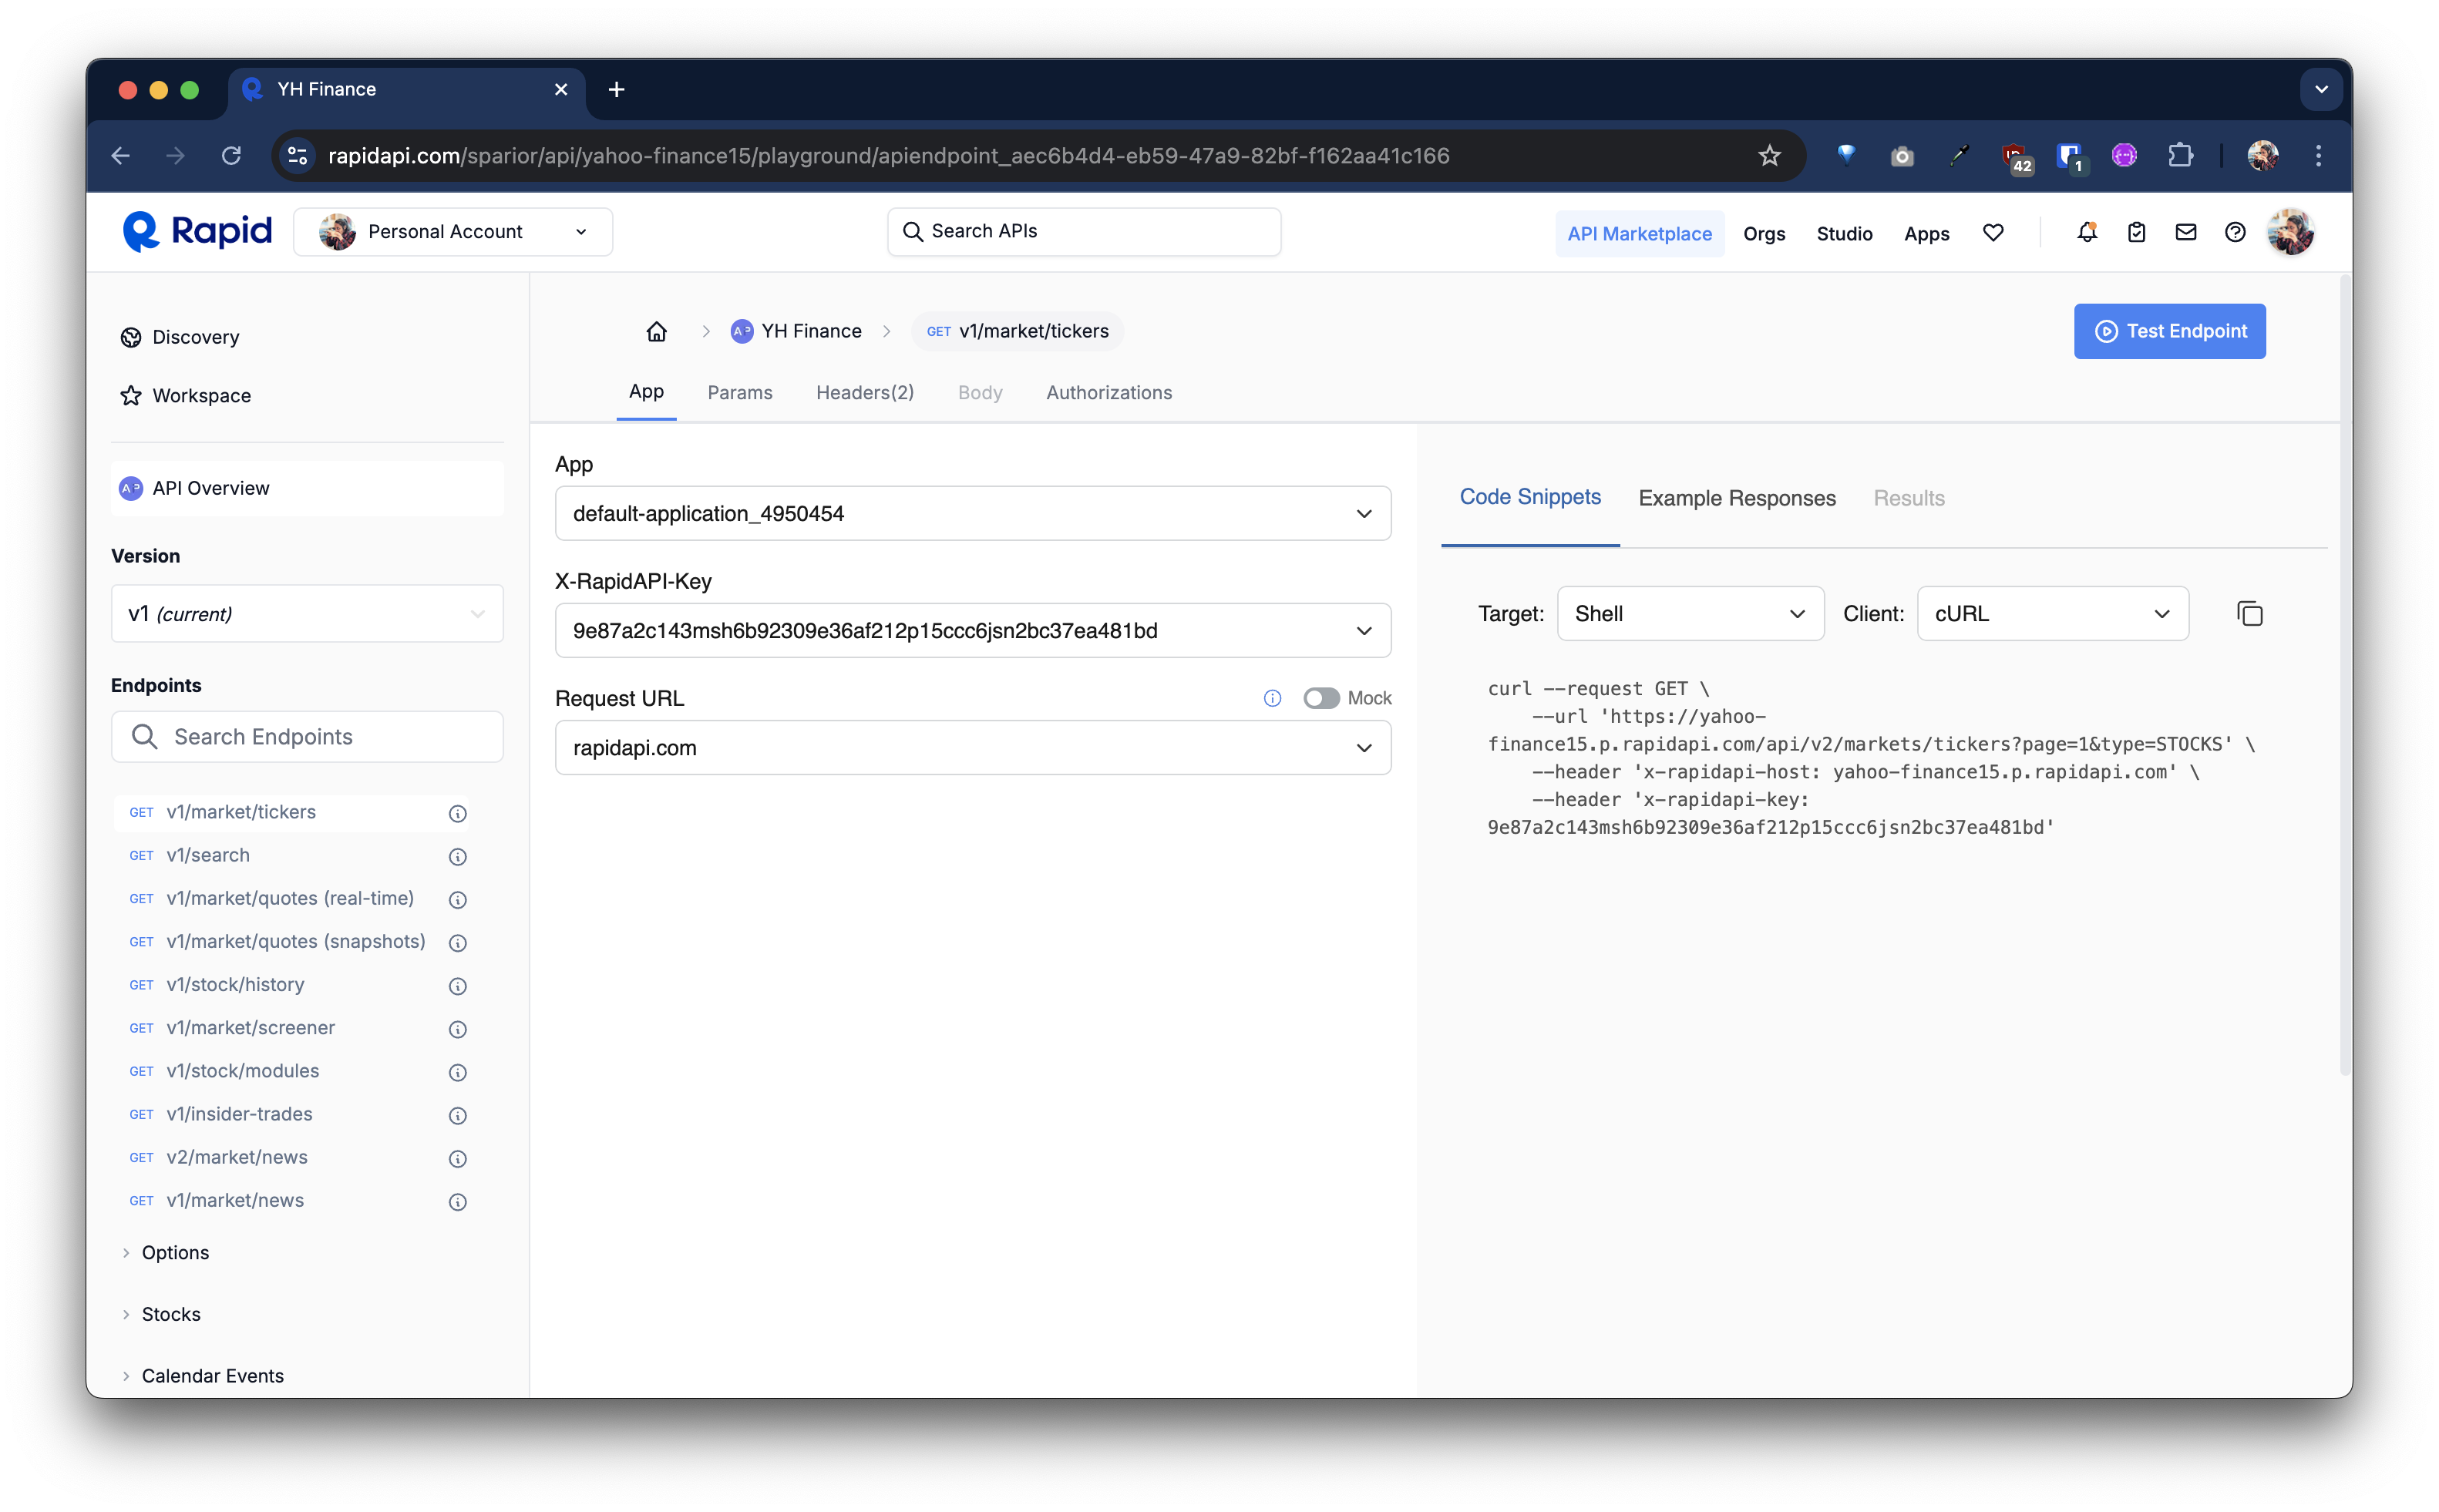 YH Finance
rapidapi.com/sparior/api/yahoo-finance15/playground/apiendpoint_aec6b4d4-eb59-47a9-82bf-f162aa41c166
42
1
Rapid
Personal Account
Search APIs
API Marketplace
Orgs
Studio
Apps
Discovery
Workspace
API Overview
Version
v1 (current)
Endpoints
Search Endpoints
GET v1/market/tickers
GET v1/search
GET v1/market/quotes (real-time)
GET v1/market/quotes (snapshots)
GET v1/stock/history
GET v1/market/screener
GET v1/stock/modules
GET v1/insider-trades
GET v2/market/news
GET v1/market/news
Options
Stocks
Calendar Events
AP YH Finance
GET v1/market/tickers
Test Endpoint
App
Params
Headers(2)
Body
Authorizations
App
default-application_4950454
X-RapidAPI-Key
9e87a2c143msh6b92309e36af212p15ccc6jsn2bc37ea481bd
Request URL
Mock
rapidapi.com
Code Snippets
Example Responses
Results
Target:
Shell
Client:
cURL
curl --request GET \
--url 'https://yahoo-
finance15.p.rapidapi.com/api/v2/markets/tickers?page=1&type=STOCKS' \
--header 'x-rapidapi-host: yahoo-finance15.p.rapidapi.com' \
--header 'x-rapidapi-key:
9e87a2c143msh6b92309e36af212p15ccc6jsn2bc37ea481bd'